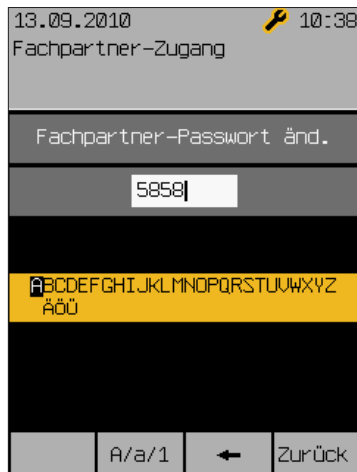 13.09.2010 10:38
Fachpartner-Zugang
Fachpartner-Passwort änd.
5858
ABCDEFGHIJKLMNOPQRSTUVWXYZ
ÄÖÜ
A/a/1 ← Zurück